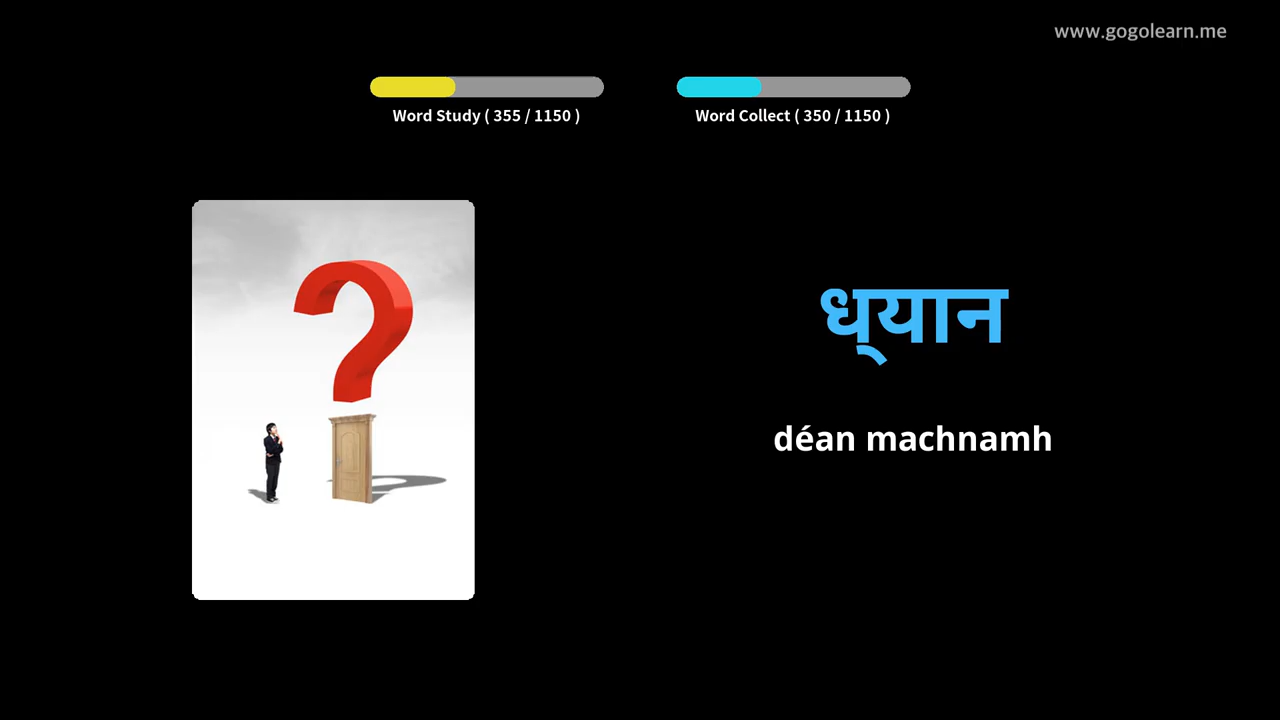 www.gogolearn.me
Word Study ( 355 / 1150 )
Word Collect ( 350 / 1150 )
ध्यान
déan machnamh